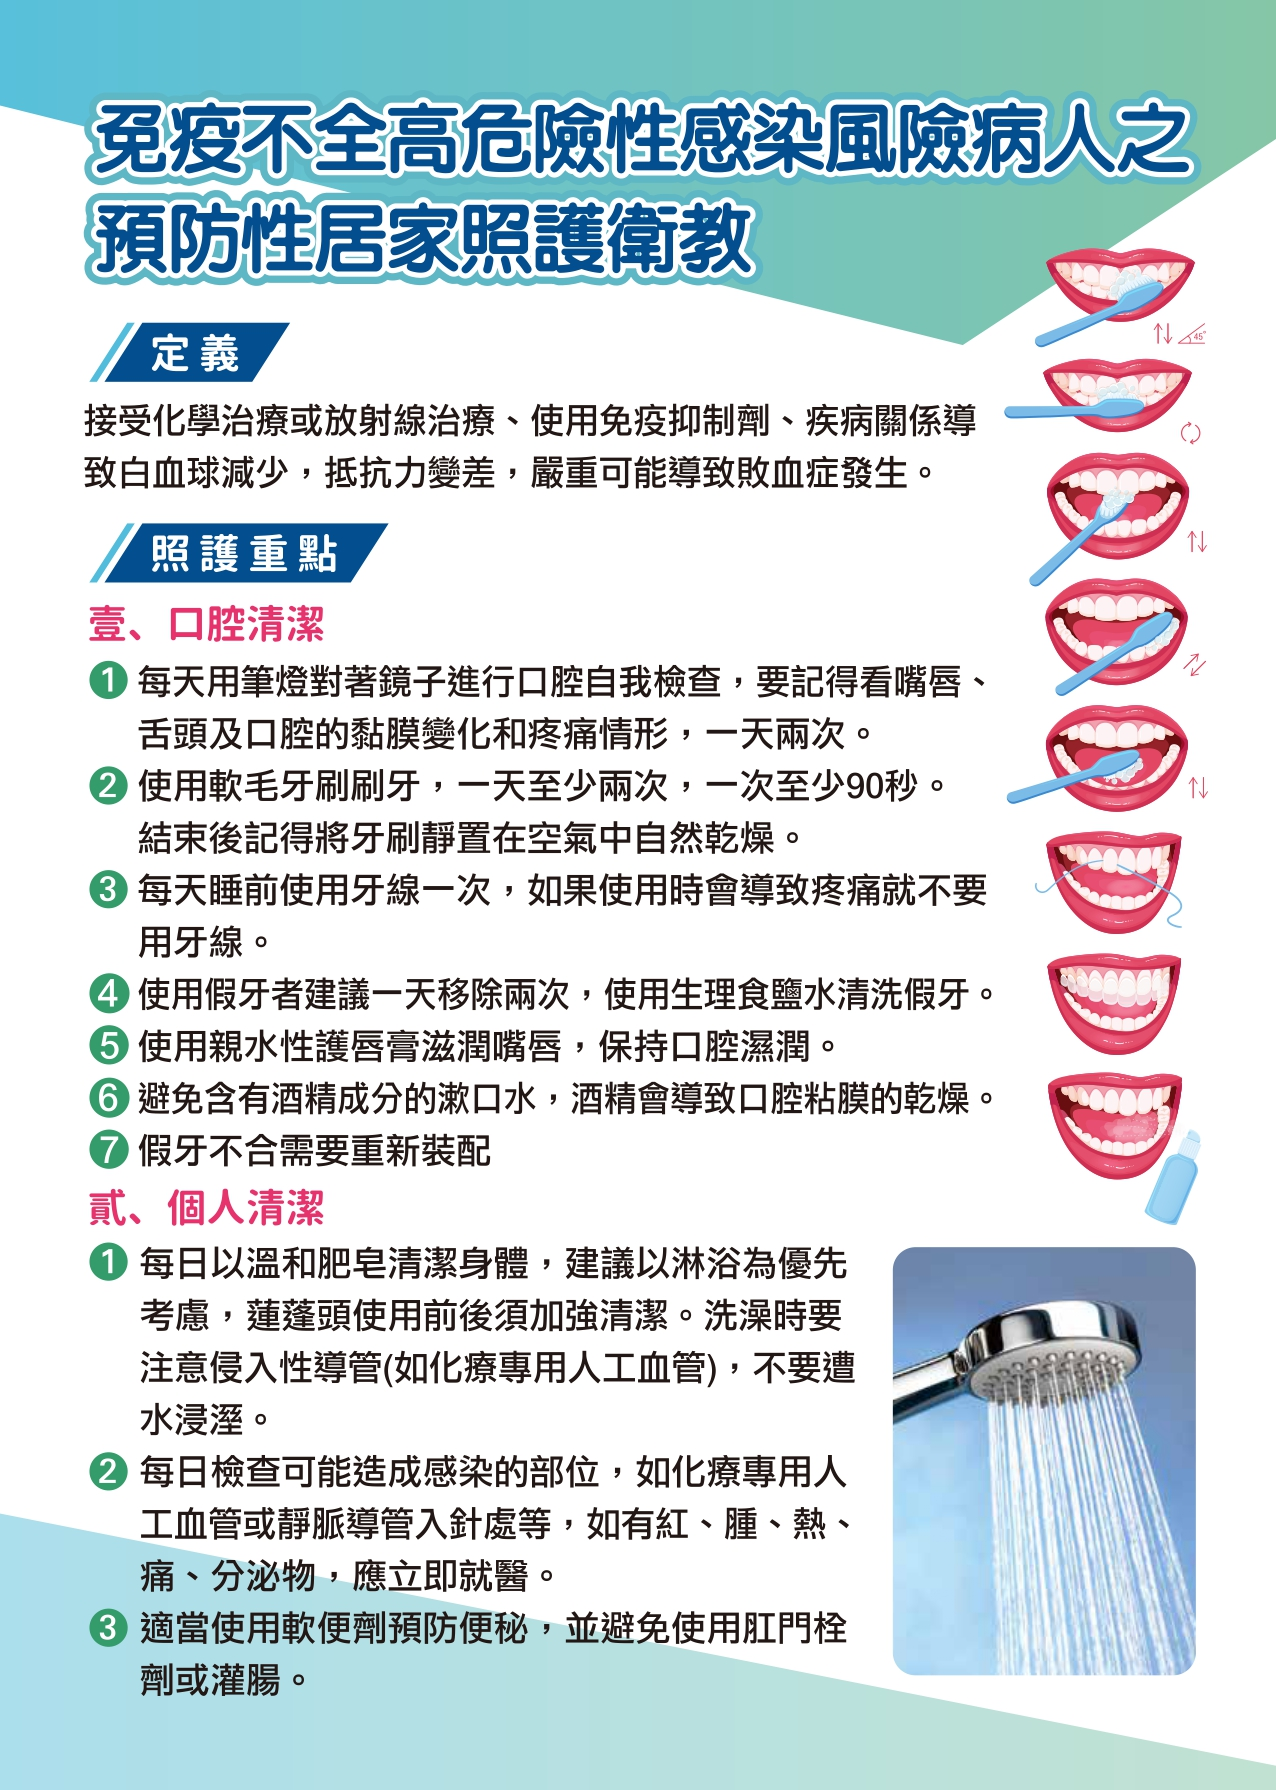 免疫不全高危險性感染風險病人之
預防性居家照護衛教
定義
接受化學治療或放射線治療、使用免疫抑制劑、疾病關係導
致白血球減少，抵抗力變差，嚴重可能導致敗血症發生。
照護重點
壹、口腔清潔
1 每天用筆燈對著鏡子進行口腔自我檢查，要記得看嘴唇、
舌頭及口腔的黏膜變化和疼痛情形，一天兩次。
2 使用軟毛牙刷刷牙，一天至少兩次，一次至少90秒。
結束後記得將牙刷靜置在空氣中自然乾燥。
3 每天睡前使用牙線一次，如果使用時會導致疼痛就不要
用牙線。
4 使用假牙者建議一天移除兩次，使用生理食鹽水清洗假牙。
5 使用親水性護唇膏滋潤嘴唇，保持口腔濕潤。
6 避免含有酒精成分的漱口水，酒精會導致口腔粘膜的乾燥。
7 假牙不合需要重新裝配
45°
貳、個人清潔
1 每日以溫和肥皂清潔身體，建議以淋浴為優先
考慮，蓮蓬頭使用前後須加強清潔。洗澡時要
注意侵入性導管(如化療專用人工血管)，不要遭
水浸溼。
2 每日檢查可能造成感染的部位，如化療專用人
工血管或靜脈導管入針處等，如有紅、腫、熱、
痛、分泌物，應立即就醫。
3 適當使用軟便劑預防便秘，並避免使用肛門栓
劑或灌腸。